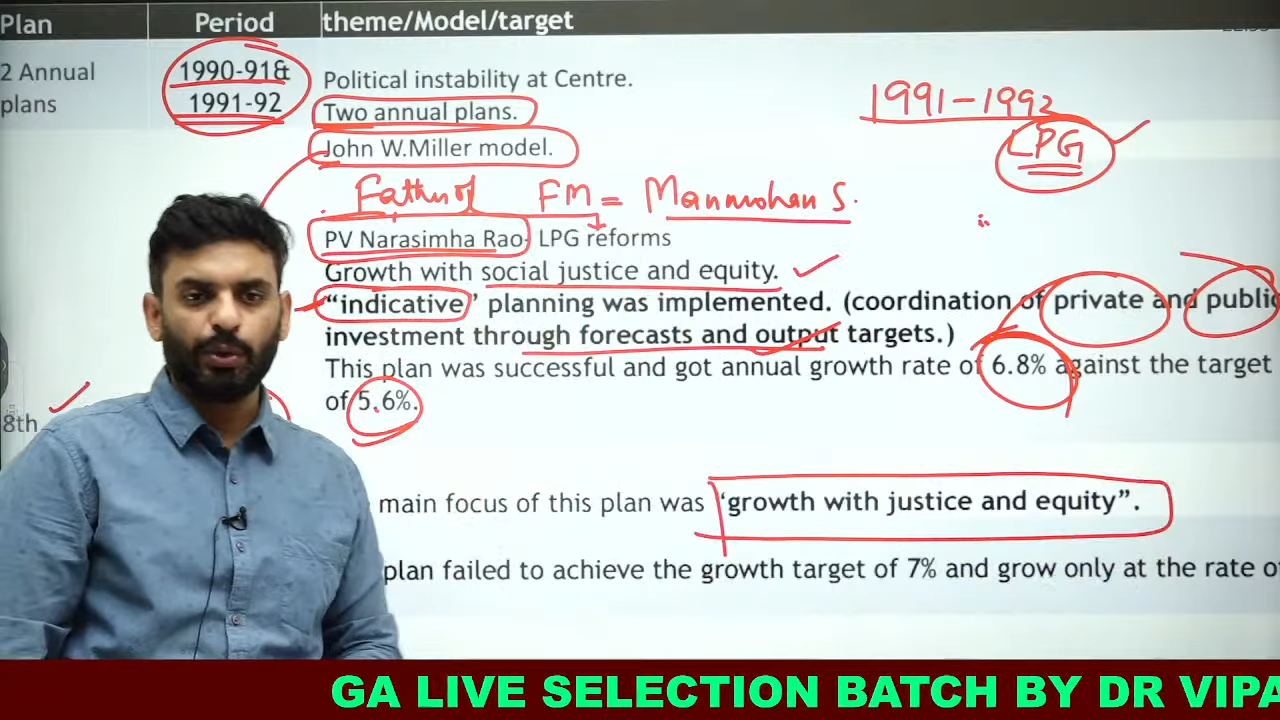 Plan Period theme/Model/target
2 Annual plans
1990-91& 1991-92
Political instability at Centre.
Two annual plans.
John W.Miller model.
1991-1992
LPG
Father of FM = Manmohan S.
PV Narasimha Rao- LPG reforms
Growth with social justice and equity.
"indicative" planning was implemented. (coordination of private and public
investment through forecasts and output targets.)
This plan was successful and got annual growth rate of 6.8% against the target
of 5.6%.
8th
main focus of this plan was "growth with justice and equity".
plan failed to achieve the growth target of 7% and grow only at the rate of
GA LIVE SELECTION BATCH BY DR VIPA